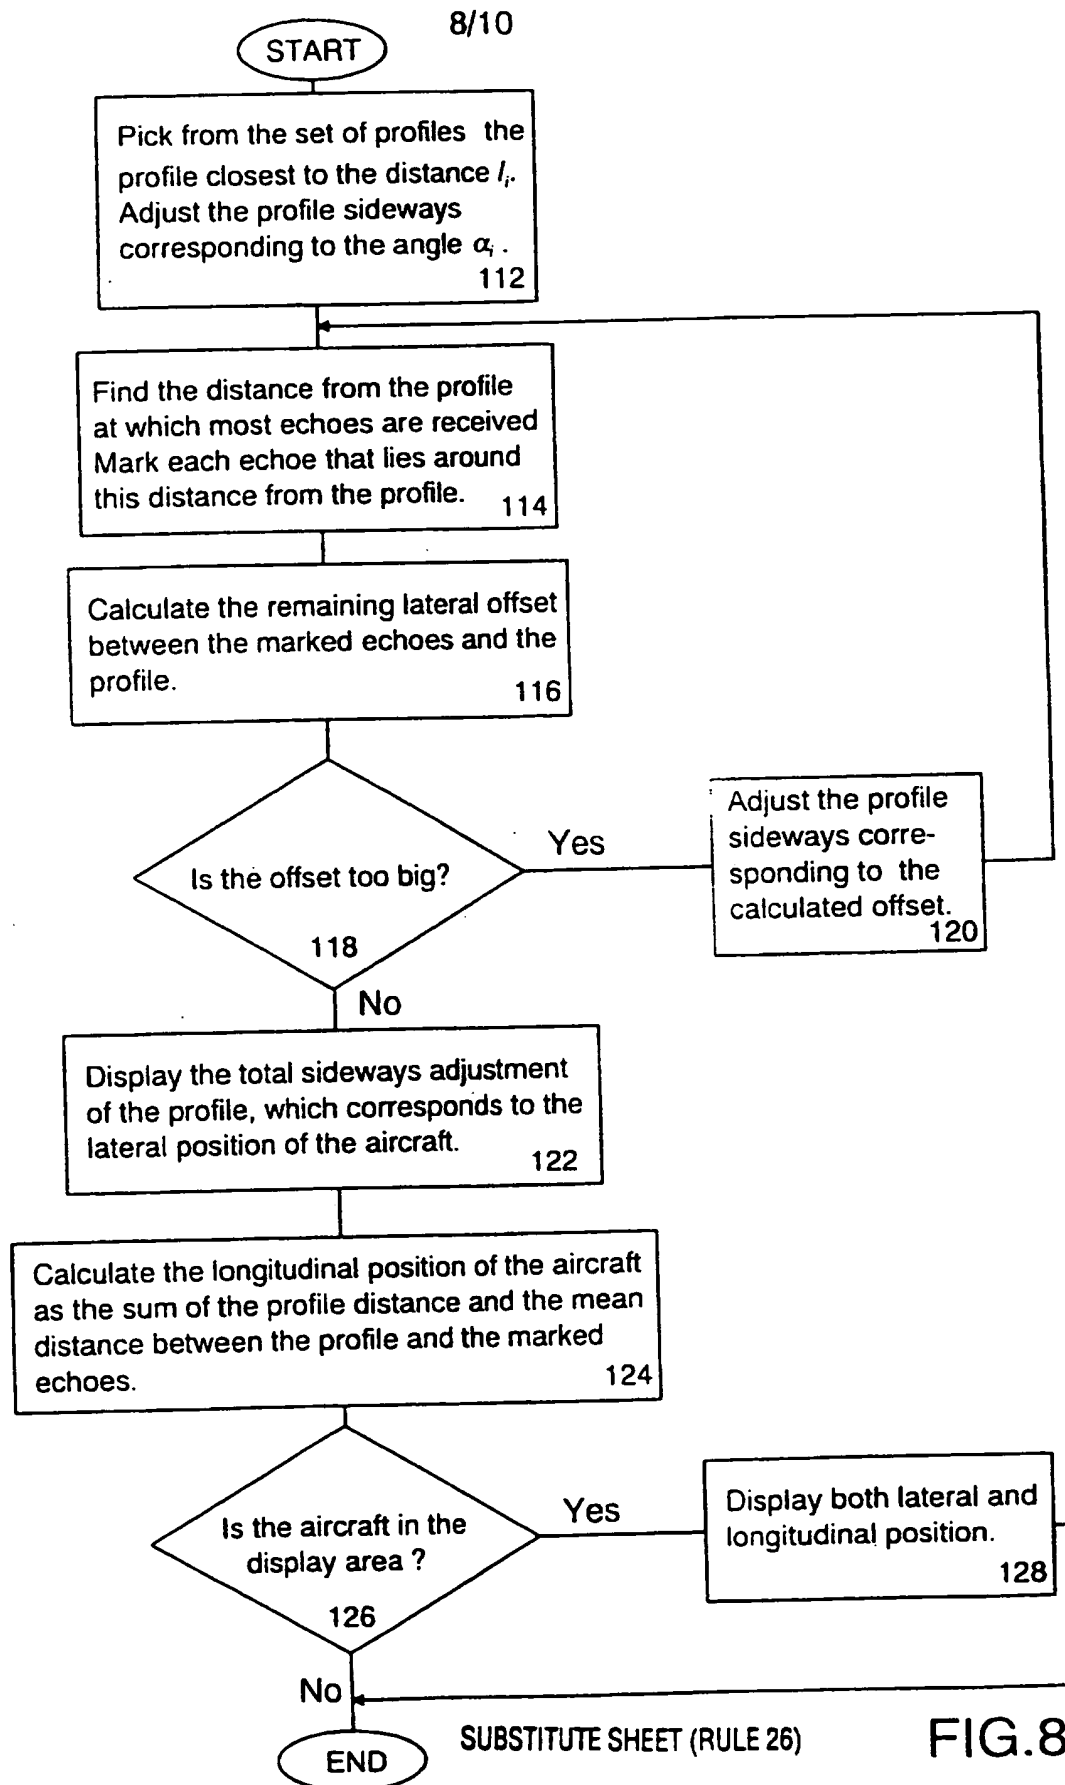 8/10
START
Pick from the set of profiles the
profile closest to the distance lᵢ.
Adjust the profile sideways
corresponding to the angle αᵢ .
112
Find the distance from the profile
at which most echoes are received
Mark each echoe that lies around
this distance from the profile.
114
Calculate the remaining lateral offset
between the marked echoes and the
profile.
116
Is the offset too big?
118
Yes
Adjust the profile
sideways corre-
sponding to the
calculated offset.
120
No
Display the total sideways adjustment
of the profile, which corresponds to the
lateral position of the aircraft.
122
Calculate the longitudinal position of the aircraft
as the sum of the profile distance and the mean
distance between the profile and the marked
echoes.
124
Is the aircraft in the
display area ?
126
Yes
Display both lateral and
longitudinal position.
128
No
END
SUBSTITUTE SHEET (RULE 26)
FIG.8